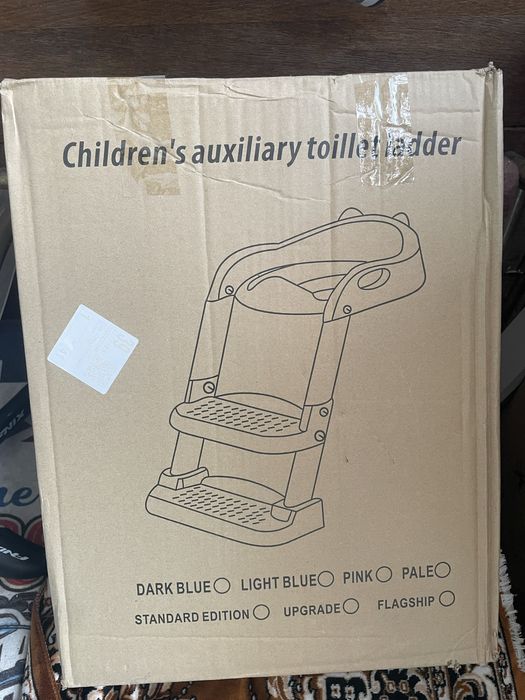 Children's auxiliary toillet ladder
DARK BLUE LIGHT BLUE PINK PALE
STANDARD EDITION UPGRADE FLAGSHIP